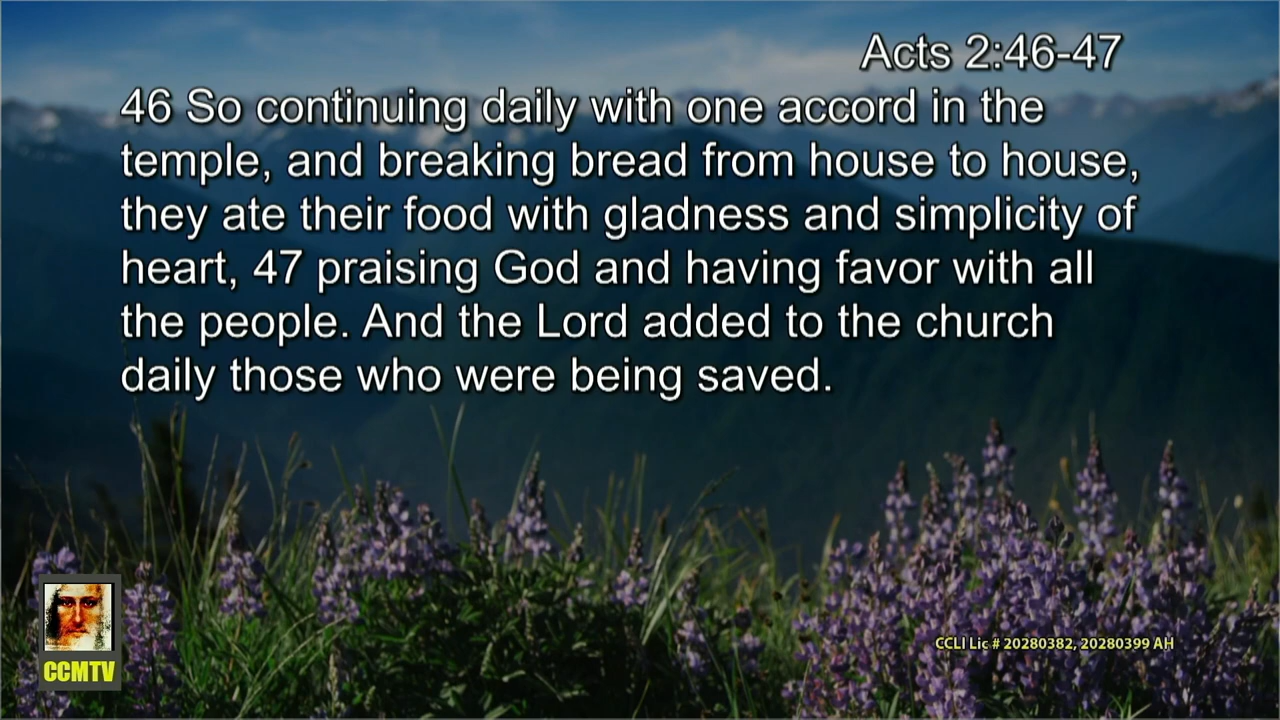 Acts 2:46-47
46 So continuing daily with one accord in the
temple, and breaking bread from house to house,
they ate their food with gladness and simplicity of
heart, 47 praising God and having favor with all
the people. And the Lord added to the church
daily those who were being saved.
CCLI Lic # 20280382, 20280399 AH
CCMTV